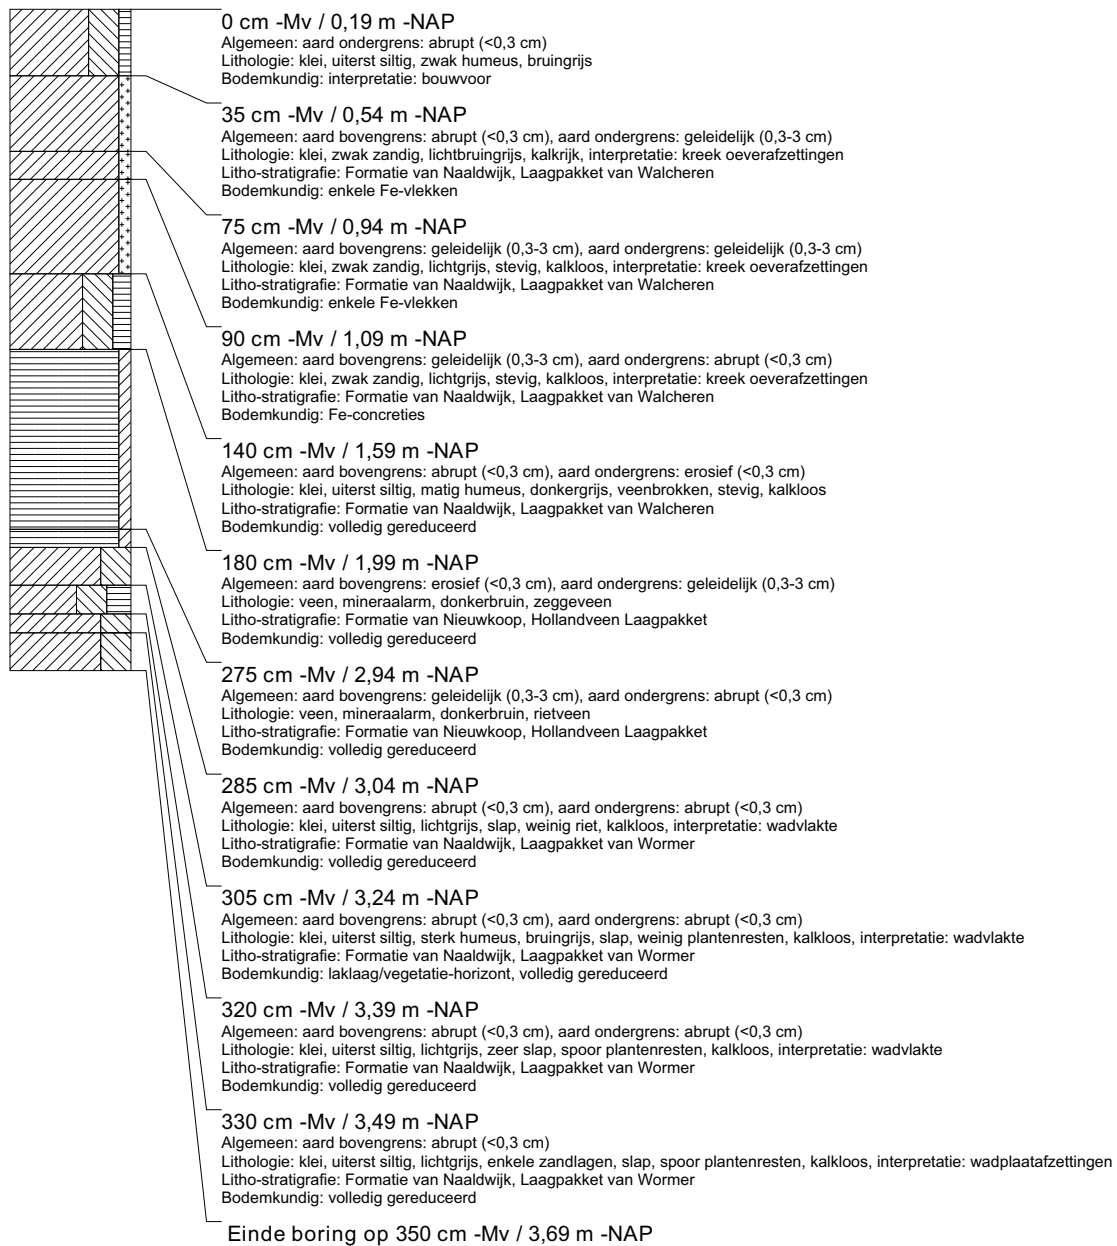 0 cm -Mv / 0,19 m -NAP
Algemeen: aard ondergrens: abrupt (<0,3 cm)
Lithologie: klei, uiterst siltig, zwak humeus, bruingrijs
Bodemkundig: interpretatie: bouwvoor
35 cm -Mv / 0,54 m -NAP
Algemeen: aard bovengrens: abrupt (<0,3 cm), aard ondergrens: geleidelijk (0,3-3 cm)
Lithologie: klei, zwak zandig, lichtbruingrijs, kalkrijk, interpretatie: kreek oeverafzettingen
Litho-stratigrafie: Formatie van Naaldwijk, Laagpakket van Walcheren
Bodemkundig: enkele Fe-vlekken
75 cm -Mv / 0,94 m -NAP
Algemeen: aard bovengrens: geleidelijk (0,3-3 cm), aard ondergrens: geleidelijk (0,3-3 cm)
Lithologie: klei, zwak zandig, lichtgrijs, stevig, kalkloos, interpretatie: kreek oeverafzettingen
Litho-stratigrafie: Formatie van Naaldwijk, Laagpakket van Walcheren
Bodemkundig: enkele Fe-vlekken
90 cm -Mv / 1,09 m -NAP
Algemeen: aard bovengrens: geleidelijk (0,3-3 cm), aard ondergrens: abrupt (<0,3 cm)
Lithologie: klei, zwak zandig, lichtgrijs, stevig, kalkloos, interpretatie: kreek oeverafzettingen
Litho-stratigrafie: Formatie van Naaldwijk, Laagpakket van Walcheren
Bodemkundig: Fe-concreties
140 cm -Mv / 1,59 m -NAP
Algemeen: aard bovengrens: abrupt (<0,3 cm), aard ondergrens: erosief (<0,3 cm)
Lithologie: klei, uiterst siltig, matig humeus, donkergrijs, veenbrokken, stevig, kalkloos
Litho-stratigrafie: Formatie van Naaldwijk, Laagpakket van Walcheren
Bodemkundig: volledig gereduceerd
180 cm -Mv / 1,99 m -NAP
Algemeen: aard bovengrens: erosief (<0,3 cm), aard ondergrens: geleidelijk (0,3-3 cm)
Lithologie: veen, mineraalarm, donkerbruin, zeggeveen
Litho-stratigrafie: Formatie van Nieuwkoop, Hollandveen Laagpakket
Bodemkundig: volledig gereduceerd
275 cm -Mv / 2,94 m -NAP
Algemeen: aard bovengrens: geleidelijk (0,3-3 cm), aard ondergrens: abrupt (<0,3 cm)
Lithologie: veen, mineraalarm, donkerbruin, rietveen
Litho-stratigrafie: Formatie van Nieuwkoop, Hollandveen Laagpakket
Bodemkundig: volledig gereduceerd
285 cm -Mv / 3,04 m -NAP
Algemeen: aard bovengrens: abrupt (<0,3 cm), aard ondergrens: abrupt (<0,3 cm)
Lithologie: klei, uiterst siltig, lichtgrijs, slap, weinig riet, kalkloos, interpretatie: wadvlakte
Litho-stratigrafie: Formatie van Naaldwijk, Laagpakket van Wormer
Bodemkundig: volledig gereduceerd
305 cm -Mv / 3,24 m -NAP
Algemeen: aard bovengrens: abrupt (<0,3 cm), aard ondergrens: abrupt (<0,3 cm)
Lithologie: klei, uiterst siltig, sterk humeus, bruingrijs, slap, weinig plantenresten, kalkloos, interpretatie: wadvlakte
Litho-stratigrafie: Formatie van Naaldwijk, Laagpakket van Wormer
Bodemkundig: laklaag/vegetatie-horizont, volledig gereduceerd
320 cm -Mv / 3,39 m -NAP
Algemeen: aard bovengrens: abrupt (<0,3 cm), aard ondergrens: abrupt (<0,3 cm)
Lithologie: klei, uiterst siltig, lichtgrijs, zeer slap, spoor plantenresten, kalkloos, interpretatie: wadvlakte
Litho-stratigrafie: Formatie van Naaldwijk, Laagpakket van Wormer
Bodemkundig: volledig gereduceerd
330 cm -Mv / 3,49 m -NAP
Algemeen: aard bovengrens: abrupt (<0,3 cm)
Lithologie: klei, uiterst siltig, lichtgrijs, enkele zandlagen, slap, spoor plantenresten, kalkloos, interpretatie: wadplaatafzettingen
Litho-stratigrafie: Formatie van Naaldwijk, Laagpakket van Wormer
Bodemkundig: volledig gereduceerd
Einde boring op 350 cm -Mv / 3,69 m -NAP